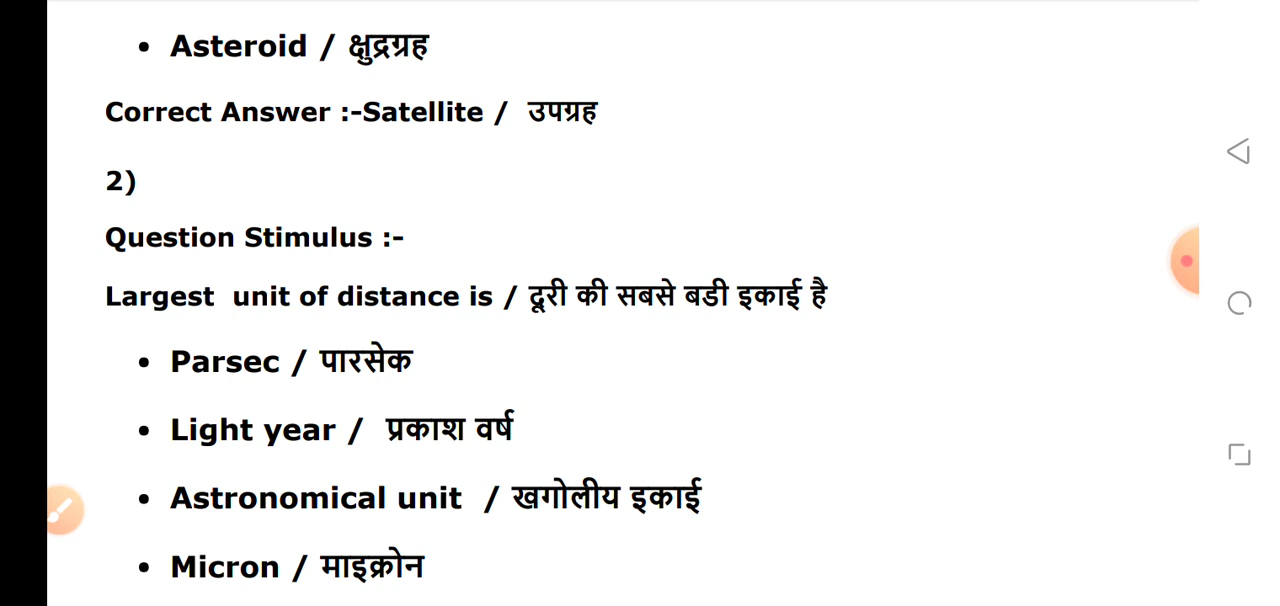 • Asteroid / क्षुद्रग्रह
Correct Answer :-Satellite / उपग्रह
2)
Question Stimulus :-
Largest unit of distance is / दूरी की सबसे बडी इकाई है
• Parsec / पारसेक
• Light year / प्रकाश वर्ष
• Astronomical unit / खगोलीय इकाई
• Micron / माइक्रोन